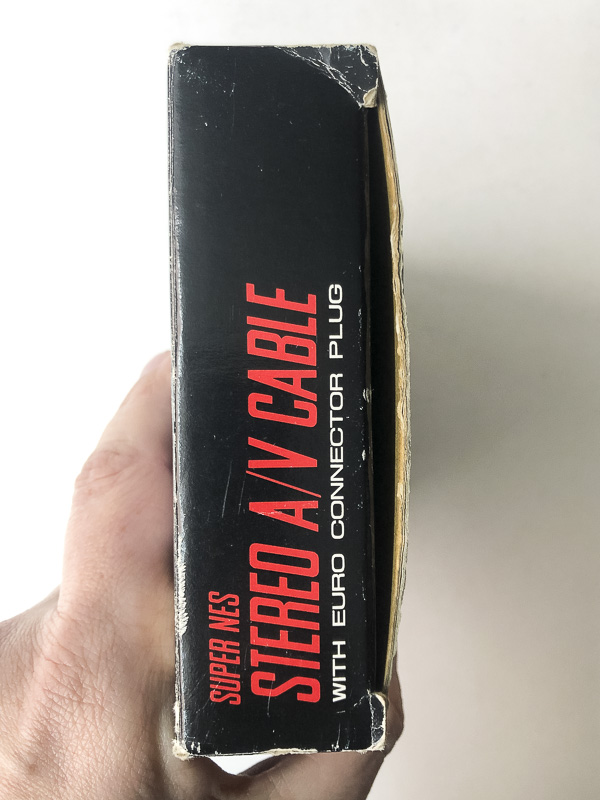 SUPER NES
STEREO A/V CABLE
WITH EURO CONNECTOR PLUG